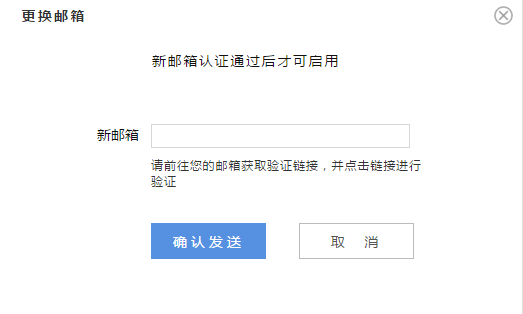 更换邮箱
新邮箱认证通过后才可启用
新邮箱
请前往您的邮箱获取验证链接，并点击链接进行
验证
确认发送
取 消